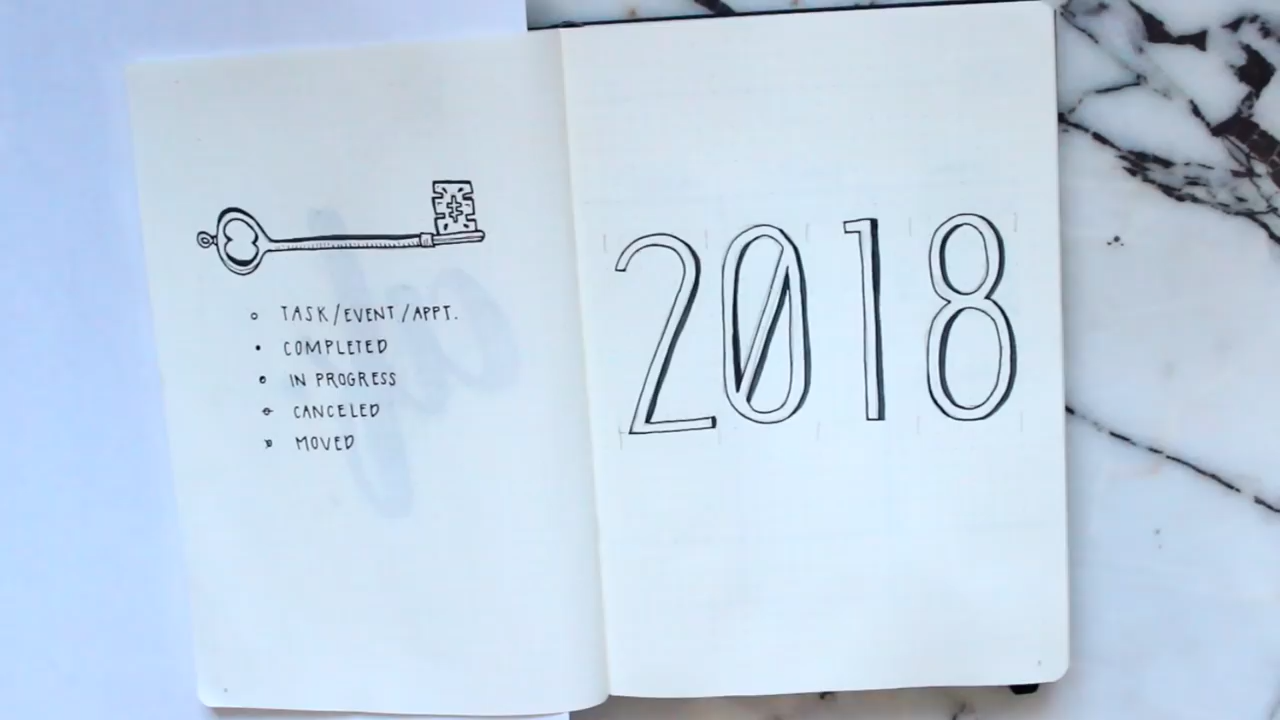 TASK/EVENT/APPT.
COMPLETED
IN PROGRESS
CANCELED
MOVED
2018